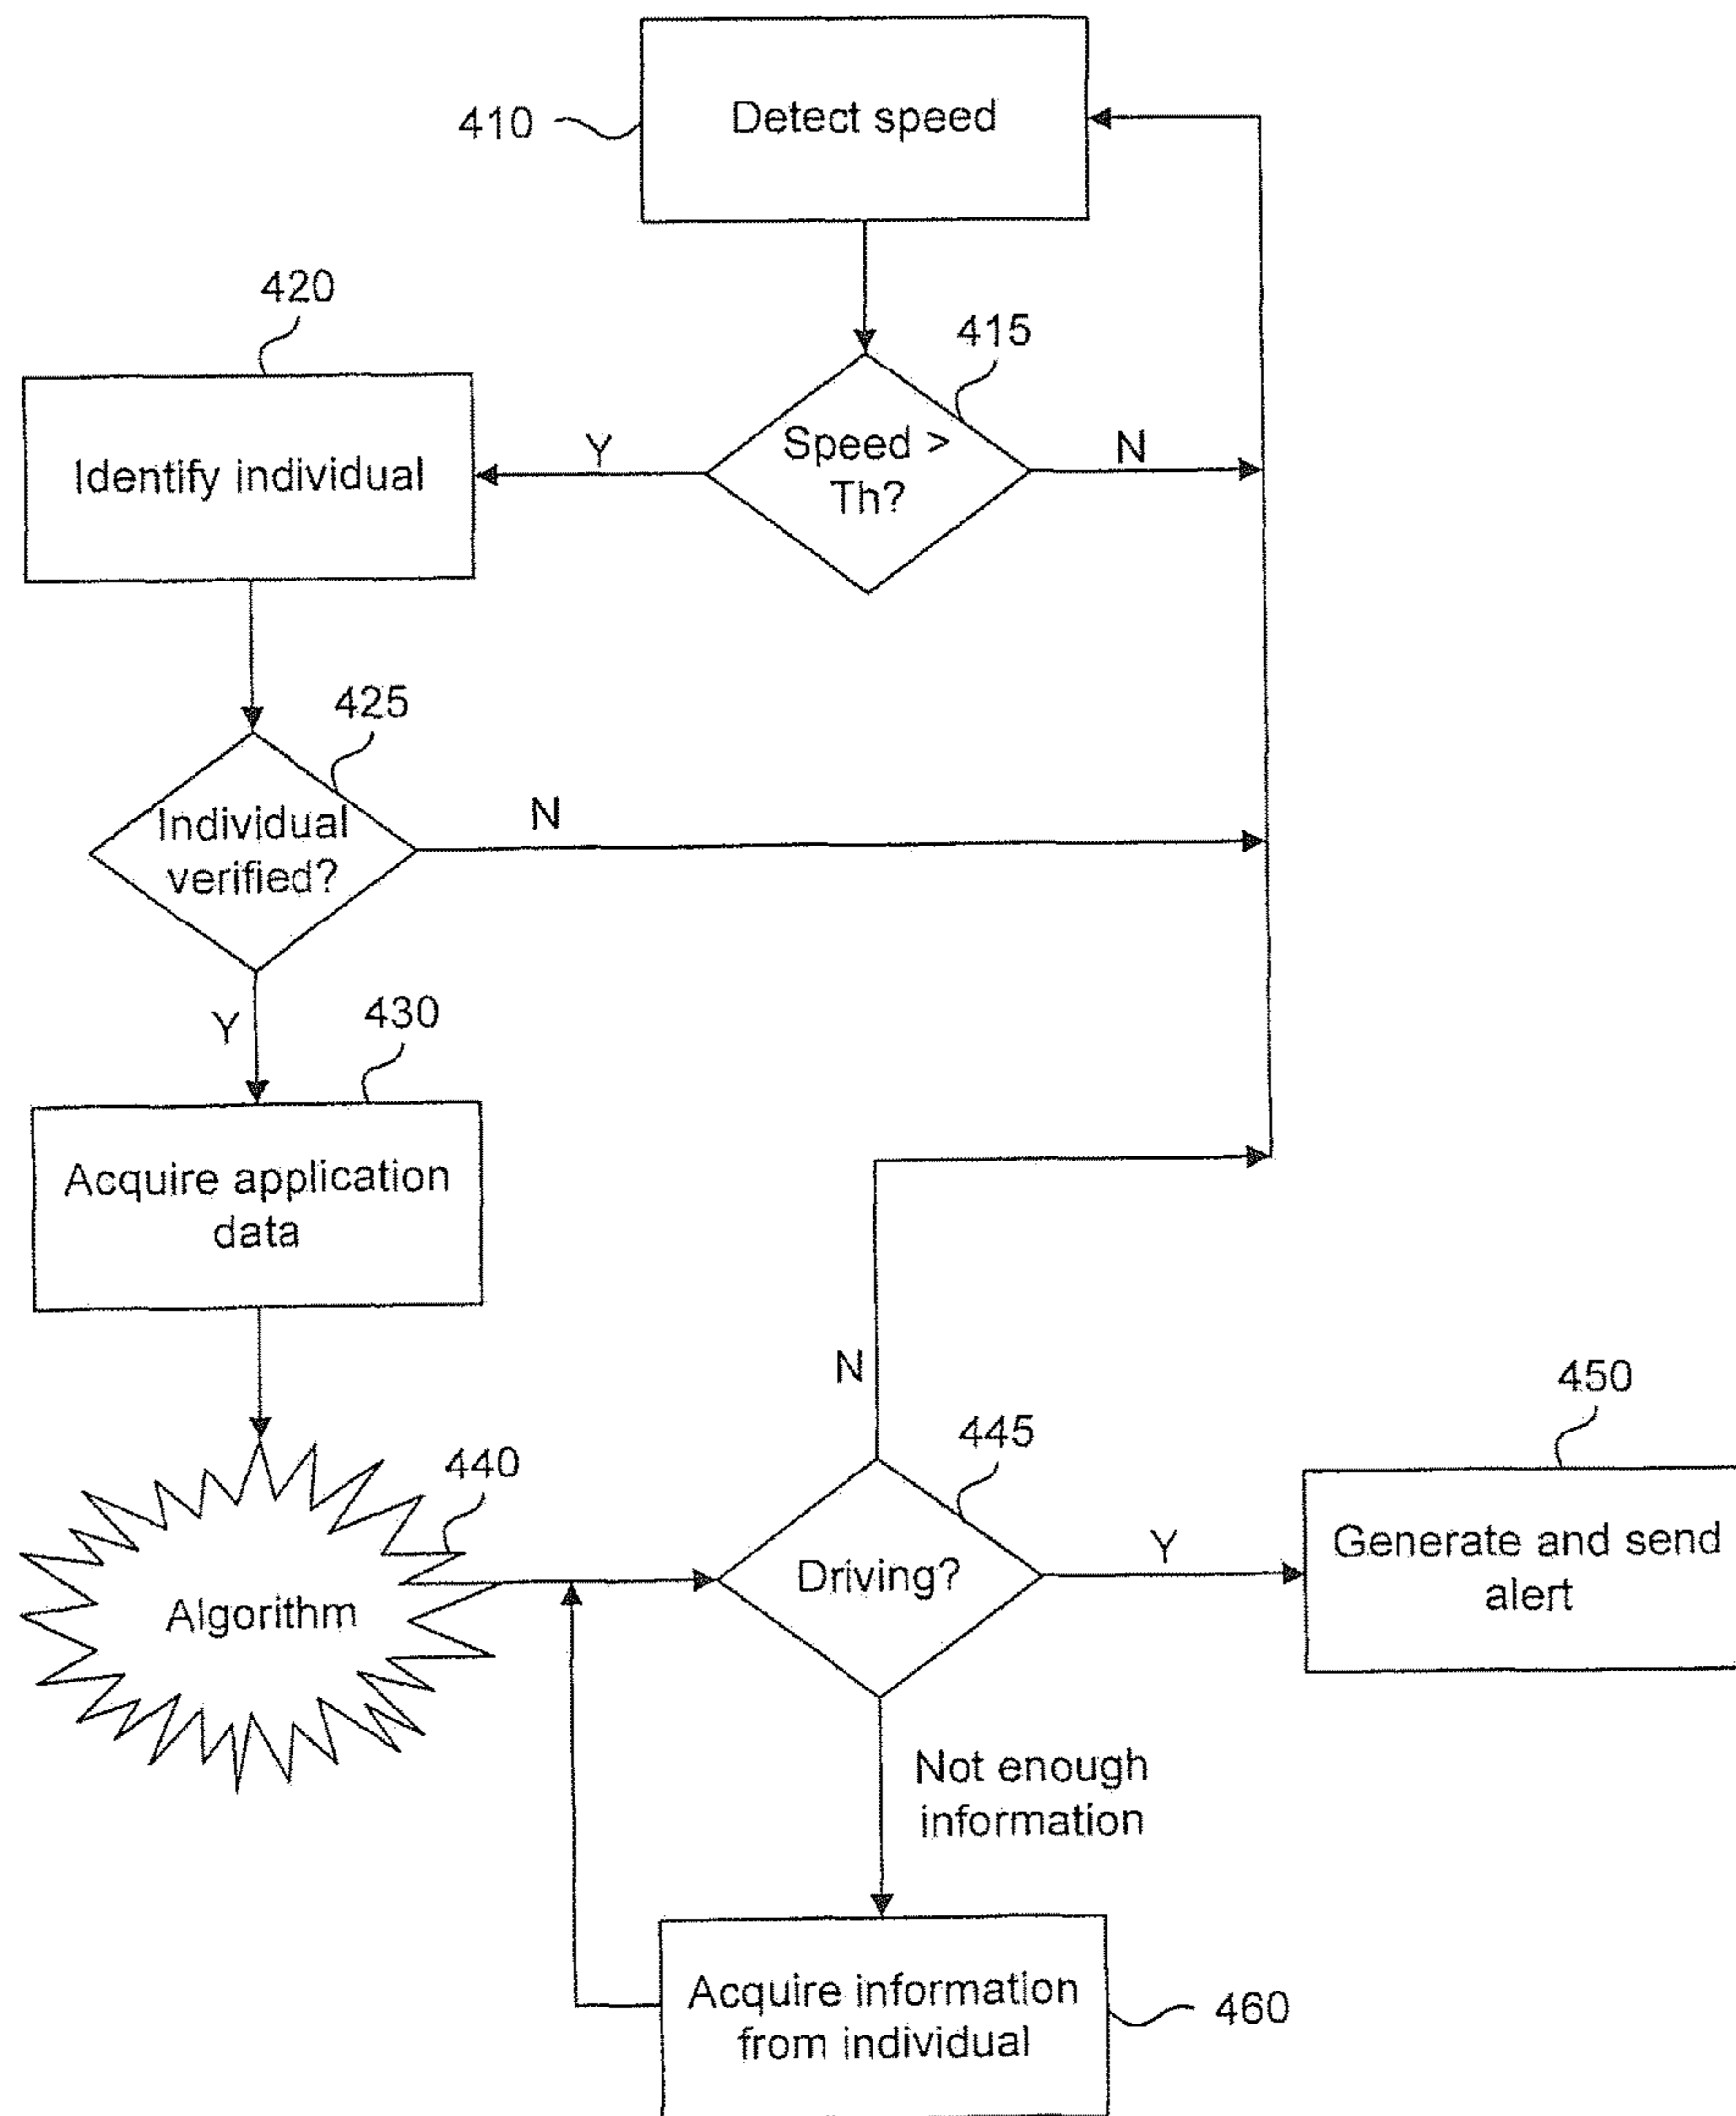 Detect speed
410
420
415
Identify individual
Y
Speed >
Th?
N
425
Individual
verified?
N
Y
430
Acquire application
data
N
440
445
450
Algorithm
Driving?
Y
Generate and send
alert
Not enough
information
Acquire information
from individual
460